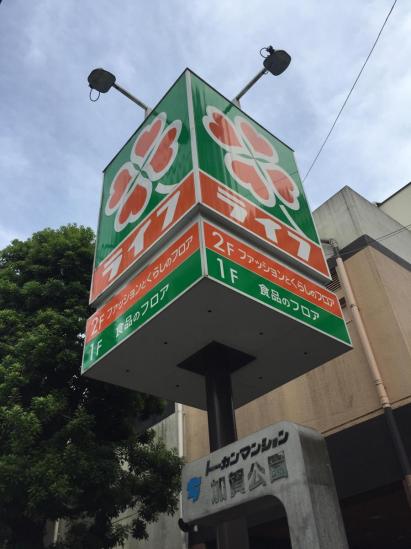 ライフ
2F ファッションとくらしのフロア
1F 食品のフロア
ライフ
2F ファッションとくらしのフロア
1F 食品のフロア
トーカンマンション
加賀公園